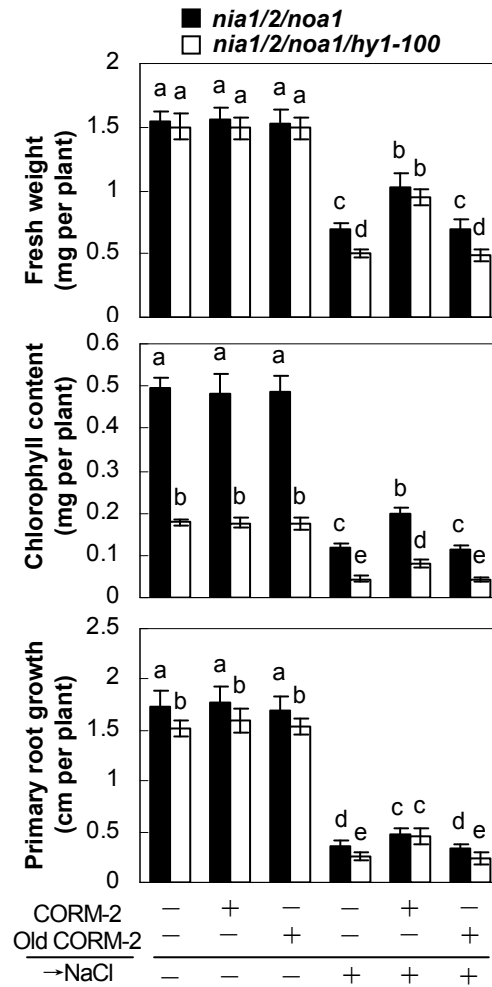 nia1/2/noa1
nia1/2/noa1/hy1-100
Fresh weight
(mg per plant)
2
1.5
1
0.5
0
a a a a a a c d b b c d
Chlorophyll content
(mg per plant)
0.6
0.5
0.4
0.3
0.2
0.1
0
a b a b a b c e b d c e
Primary root growth
(cm per plant)
2.5
2
1.5
1
0.5
0
a b a b a b d e c c d e
CORM-2 – + – – + –
Old CORM-2 – – + – – +
→NaCl – – – + + +